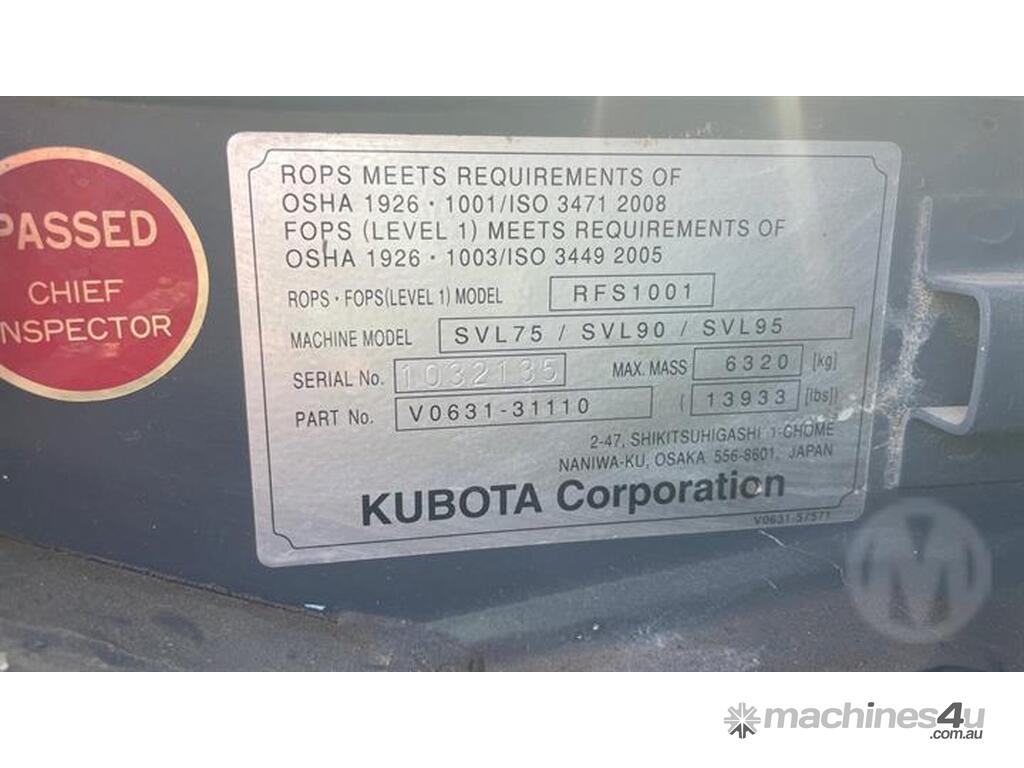 PASSED
CHIEF
INSPECTOR
ROPS MEETS REQUIREMENTS OF
OSHA 1926・1001/ISO 3471 2008
FOPS (LEVEL 1) MEETS REQUIREMENTS OF
OSHA 1926・1003/ISO 3449 2005
ROPS・FOPS(LEVEL 1) MODEL RFS1001
MACHINE MODEL SVL75 / SVL90 / SVL95
SERIAL No. 1032135 MAX. MASS 6320 [kg]
PART No. V0631-31110 ( 13933 [lbs])
2-47, SHIKITSUHIGASHI 1-CHOME
NANIWA-KU, OSAKA 556-8601, JAPAN
KUBOTA Corporation
V0631-57571
M
machines4u
.com.au